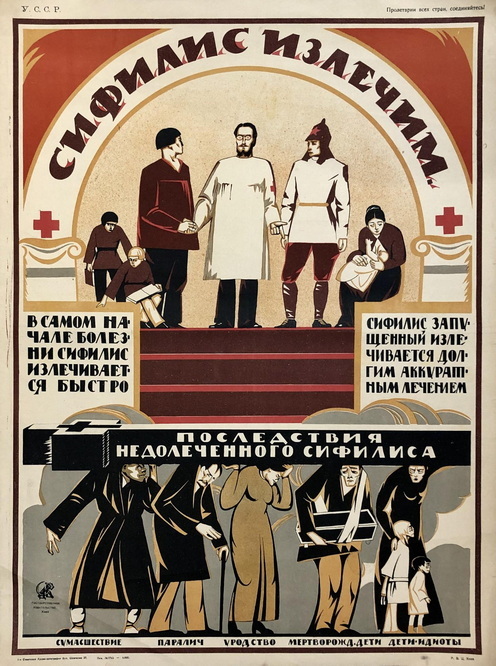 У. С. С. Р.
Пролетарии всех стран, соединяйтесь!
СИФИЛИС ИЗЛЕЧИМ.
В САМОМ НА-
ЧАЛЕ БОЛЕЗ-
НИ СИФИЛИС
ИЗЛЕЧИВАЕТ-
СЯ БЫСТРО
СИФИЛИС ЗАПУ-
ЩЕННЫЙ ИЗЛЕ-
ЧИВАЕТСЯ ДОЛ-
ГИМ АККУРАТ-
НЫМ ЛЕЧЕНИЕМ
ПОСЛЕДСТВИЯ
НЕДОЛЕЧЕННОГО СИФИЛИСА
СУМАСШЕСТВИЕ ПАРАЛИЧ УРОДСТВО МЕРТВОРОЖД. ДЕТИ ДЕТИ-ИДИОТЫ